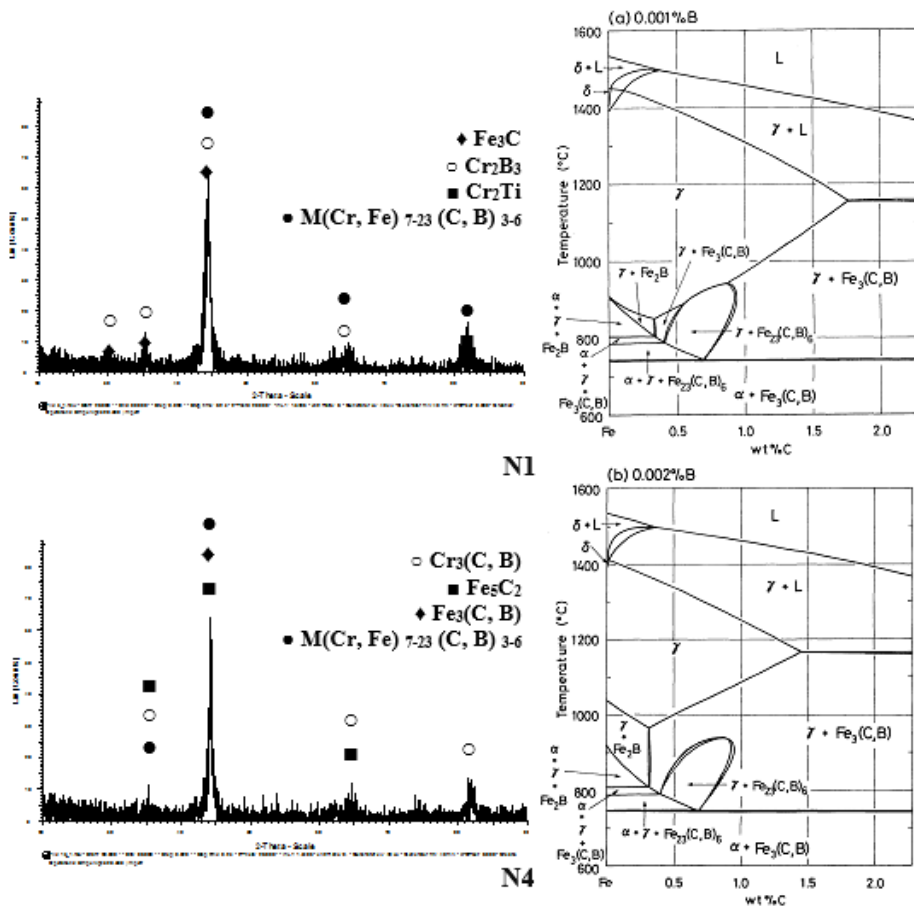 ♦ Fe₃C
○ Cr₂B₃
■ Cr₂Ti
● M(Cr, Fe) ₇₋₂₃ (C, B) ₃₋₆
2-Theta - Scale
N1
(a) 0.001%B
1600
1400
1200
1000
800
600
Temperature (°C)
L
δ + L
δ
γ + L
γ
γ + Fe₂B
γ + Fe₃(C,B)
γ + Fe₃(C,B)
α + γ + Fe₂B
γ + Fe₂₃(C,B)₆
α + γ + Fe₃(C,B)
α + γ + Fe₂₃(C,B)₆
α + Fe₃(C,B)
Fe 0.5 1.0 1.5 2.0
wt%C
○ Cr₃(C, B)
■ Fe₅C₂
♦ Fe₃(C, B)
● M(Cr, Fe) ₇₋₂₃ (C, B) ₃₋₆
2-Theta - Scale
N4
(b) 0.002%B
1600
1400
1200
1000
800
600
Temperature (°C)
L
δ + L
δ
γ + L
γ
γ + Fe₂B
γ + Fe₃(C,B)
α + γ + Fe₂B
γ + Fe₂₃(C,B)₆
α + γ + Fe₃(C,B)
α + γ + Fe₂₃(C,B)₆
α + Fe₃(C,B)
Fe 0.5 1.0 1.5 2.0
wt%C